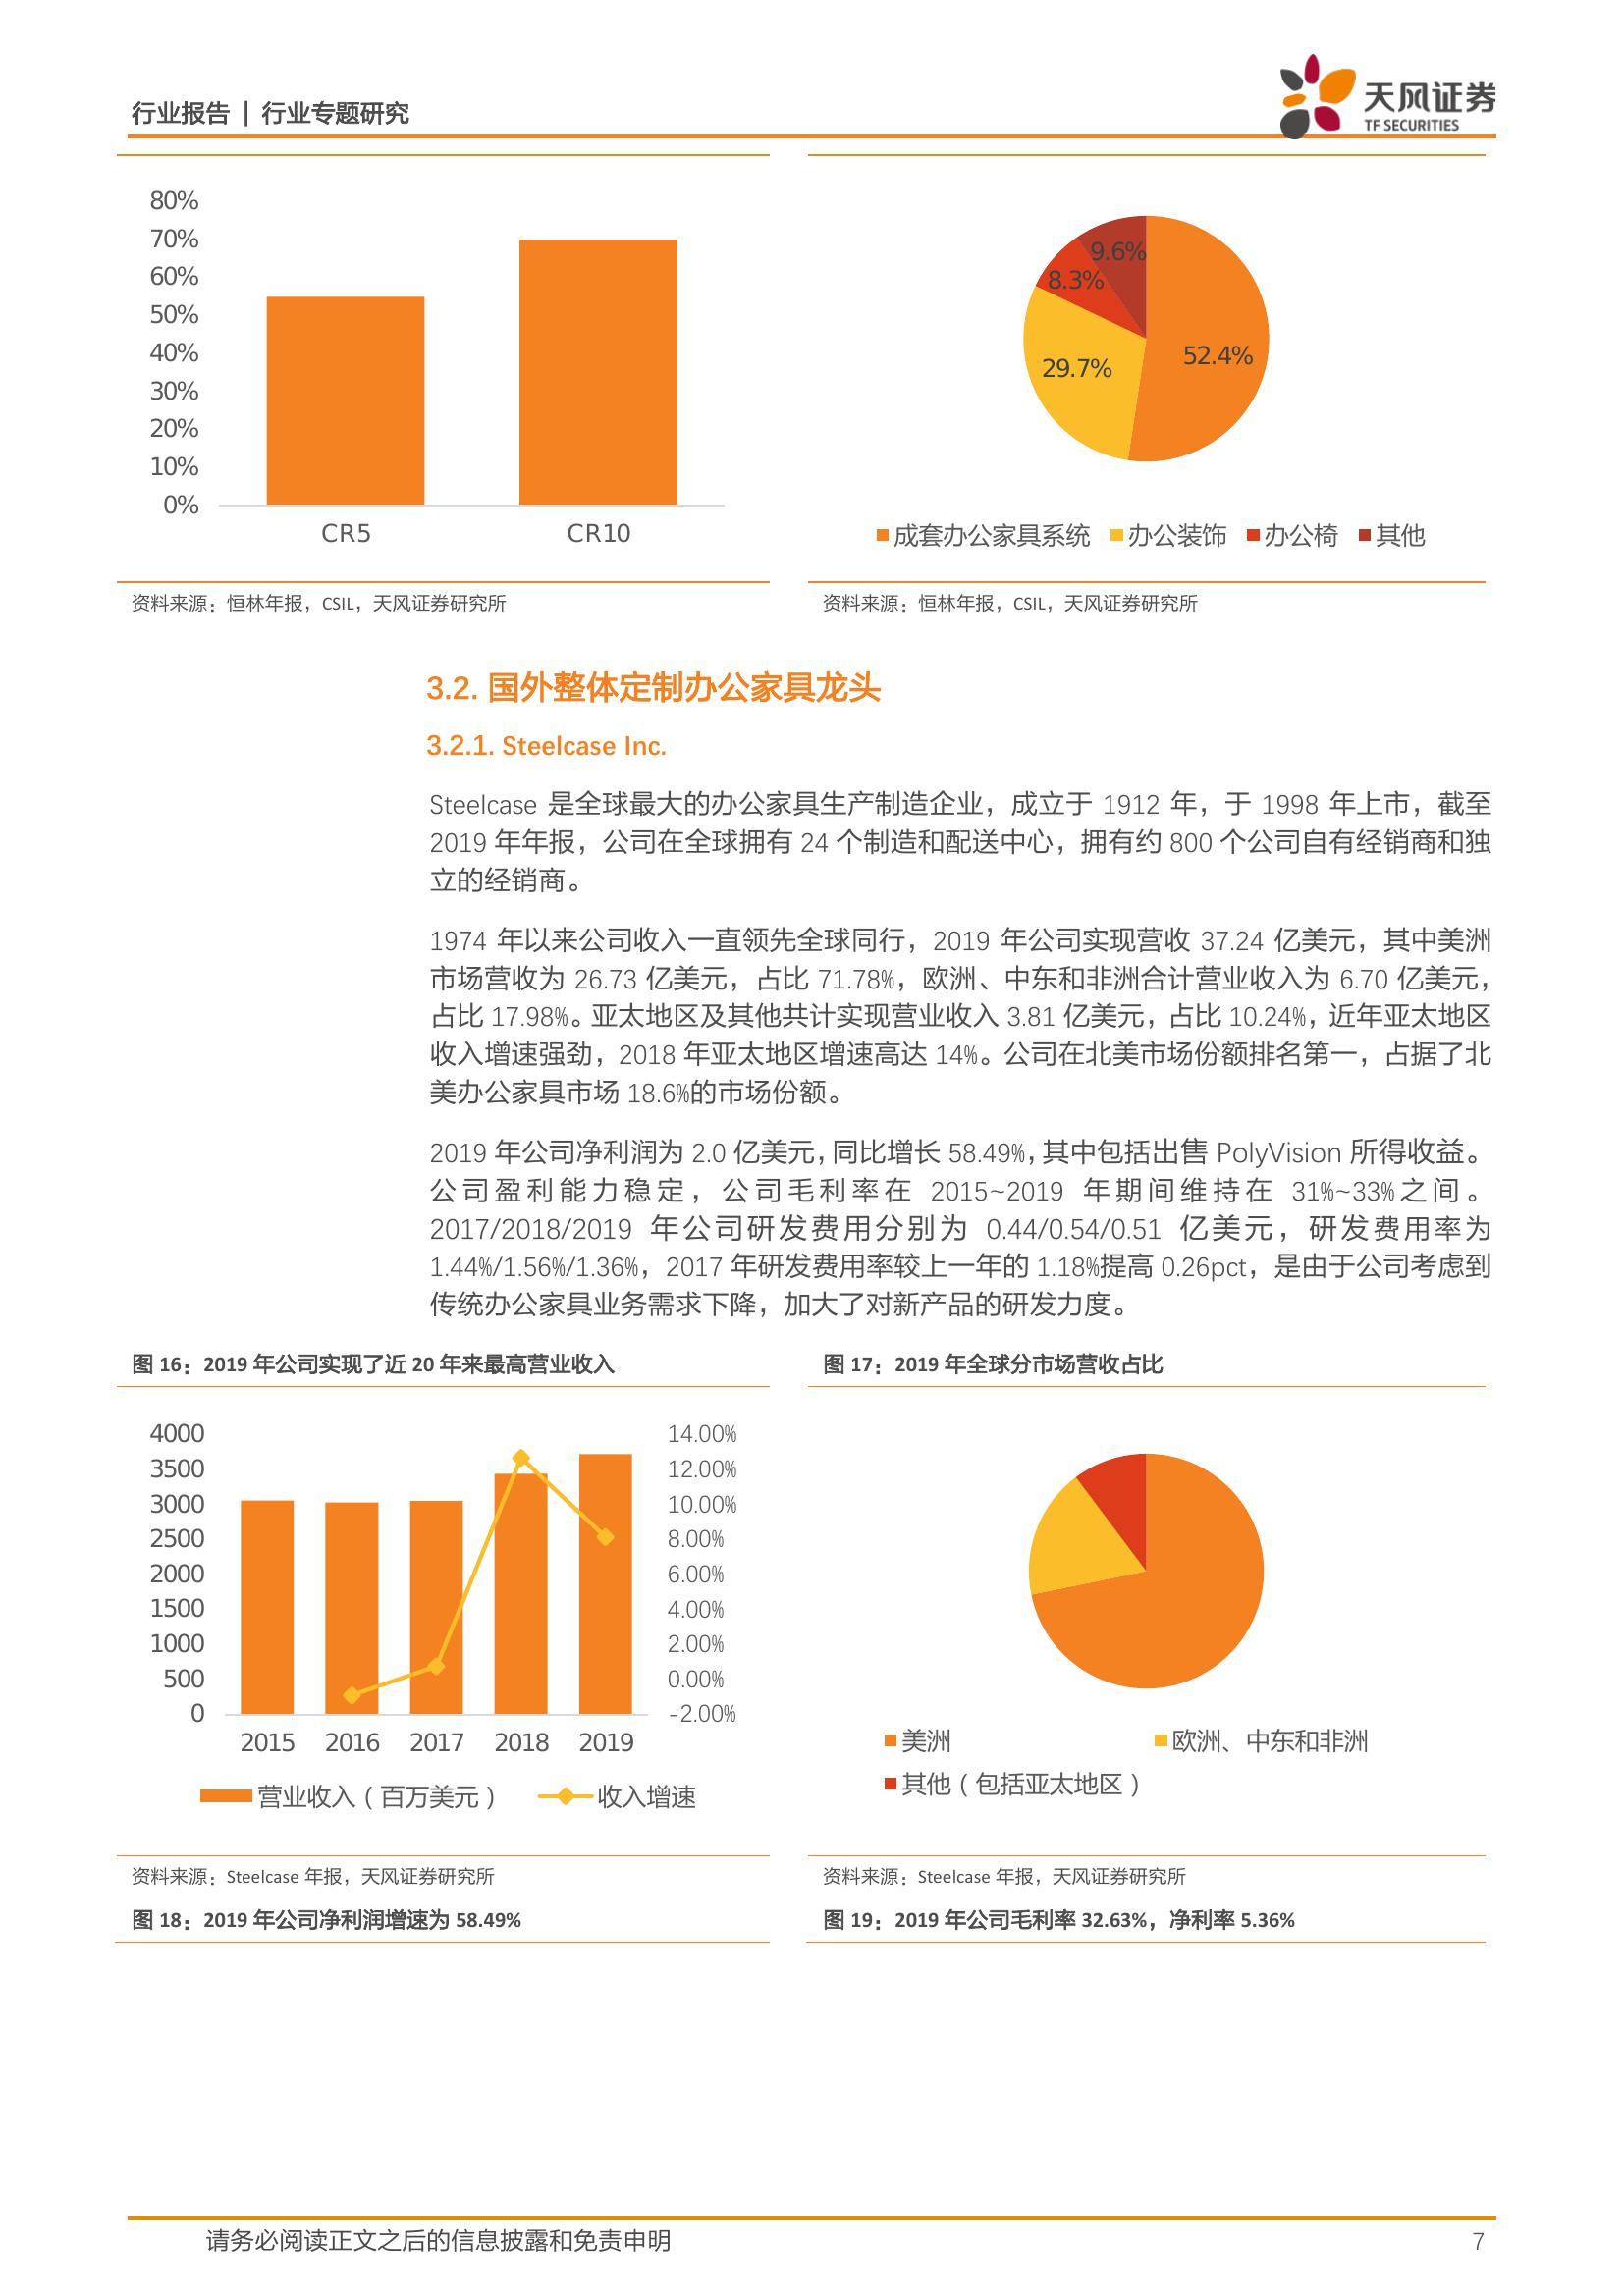 行业报告 | 行业专题研究
天风证券
TF SECURITIES
80%
70%
60%
50%
40%
30%
20%
10%
0%
CR5 CR10
9.6%
8.3%
29.7%
52.4%
成套办公家具系统 办公装饰 办公椅 其他
资料来源：恒林年报，CSIL，天风证券研究所
资料来源：恒林年报，CSIL，天风证券研究所
3.2. 国外整体定制办公家具龙头
3.2.1. Steelcase Inc.
Steelcase 是全球最大的办公家具生产制造企业，成立于 1912 年，于 1998 年上市，截至
2019 年年报，公司在全球拥有 24 个制造和配送中心，拥有约 800 个公司自有经销商和独
立的经销商。
1974 年以来公司收入一直领先全球同行，2019 年公司实现营收 37.24 亿美元，其中美洲
市场营收为 26.73 亿美元，占比 71.78%，欧洲、中东和非洲合计营业收入为 6.70 亿美元，
占比 17.98%。亚太地区及其他共计实现营业收入 3.81 亿美元，占比 10.24%，近年亚太地区
收入增速强劲，2018 年亚太地区增速高达 14%。公司在北美市场份额排名第一，占据了北
美办公家具市场 18.6%的市场份额。
2019 年公司净利润为 2.0 亿美元，同比增长 58.49%，其中包括出售 PolyVision 所得收益。
公司盈利能力稳定，公司毛利率在 2015~2019 年期间维持在 31%~33%之间。
2017/2018/2019 年公司研发费用分别为 0.44/0.54/0.51 亿美元，研发费用率为
1.44%/1.56%/1.36%，2017 年研发费用率较上一年的 1.18%提高 0.26pct，是由于公司考虑到
传统办公家具业务需求下降，加大了对新产品的研发力度。
图 16：2019 年公司实现了近 20 年来最高营业收入
4000
3500
3000
2500
2000
1500
1000
500
0
14.00%
12.00%
10.00%
8.00%
6.00%
4.00%
2.00%
0.00%
-2.00%
2015 2016 2017 2018 2019
营业收入（百万美元） 收入增速
资料来源：Steelcase 年报，天风证券研究所
图 17：2019 年全球分市场营收占比
美洲 欧洲、中东和非洲
其他（包括亚太地区）
资料来源：Steelcase 年报，天风证券研究所
图 18：2019 年公司净利润增速为 58.49%
图 19：2019 年公司毛利率 32.63%，净利率 5.36%
请务必阅读正文之后的信息披露和免责申明 7